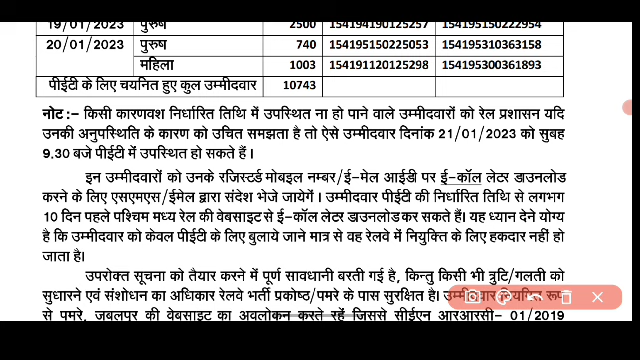 19/01/2023 पुरुष 2500 154194190125257 154195150222954
20/01/2023 पुरुष 740 154195150225053 154195310363158
महिला 1003 154191120125298 154195300361893
पीईटी के लिए चयनित हुए कुल उम्मीदवार 10743
नोट :- किसी कारणवश निर्धारित तिथि में उपस्थित ना हो पाने वाले उम्मीदवारों को रेल प्रशासन यदि
उनकी अनुपस्थिति के कारण को उचित समझता है तो ऐसे उम्मीदवार दिनांक 21/01/2023 को सुबह
9.30 बजे पीईटी में उपस्थित हो सकते हैं ।
इन उम्मीदवारों को उनके रजिस्टर्ड मोबाइल नम्बर/ई-मेल आईडी पर ई-कॉल लेटर डाउनलोड
करने के लिए एसएमएस/ईमेल द्वारा संदेश भेजे जायेगें । उम्मीदवार पीईटी की निर्धारित तिथि से लगभग
10 दिन पहले पश्चिम मध्य रेल की वेबसाइट से ई-कॉल लेटर डाउनलोड कर सकते हैं। यह ध्यान देने योग्य
है कि उम्मीदवार को केवल पीईटी के लिए बुलाये जाने मात्र से वह रेलवे में नियुक्ति के लिए हकदार नहीं हो
जाता है।
उपरोक्त सूचना को तैयार करने में पूर्ण सावधानी बरती गई है, किन्तु किसी भी त्रुटि/गलती को
सुधारने एवं संशोधन का अधिकार रेलवे भर्ती प्रकोष्ठ/पमरे के पास सुरक्षित है। उम्मीदवार नियमित रूप
से पमरे, जबलपुर की वेबसाइट का अवलोकन करते रहें जिससे सीईएन आरआरसी- 01/2019